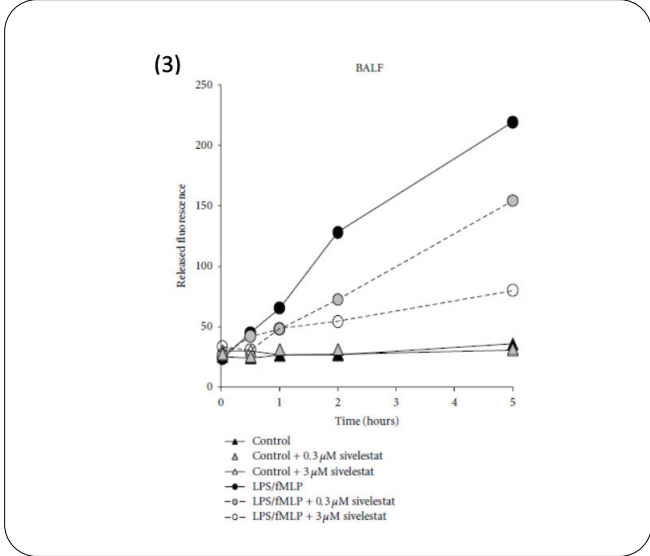 (3)
BALF
250
200
150
100
50
0
Released fluorescence
0 1 2 3 4 5
Time (hours)
Control
Control + 0.3 μM sivelestat
Control + 3 μM sivelestat
LPS/fMLP
LPS/fMLP + 0.3 μM sivelestat
LPS/fMLP + 3 μM sivelestat